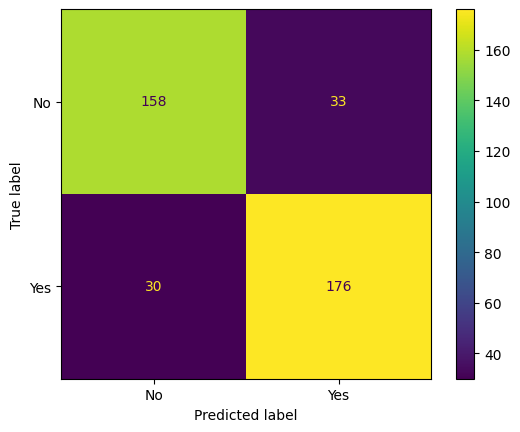 No 158 33
Yes 30 176
No Yes
Predicted label
True label
160
140
120
100
80
60
40